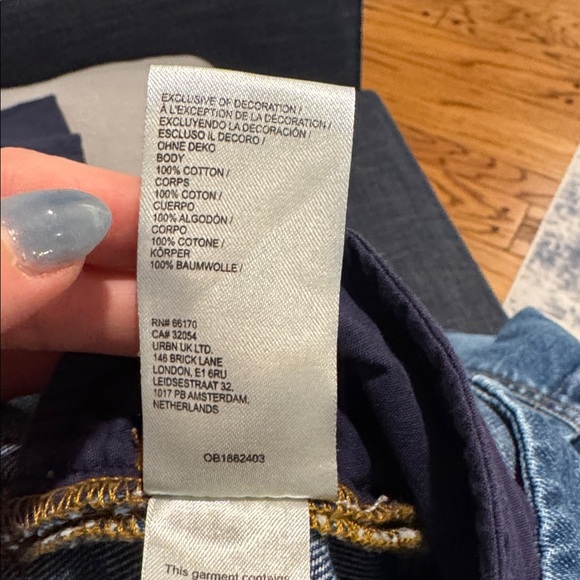 EXCLUSIVE OF DECORATION /
À L'EXCEPTION DE LA DÉCORATION /
EXCLUYENDO LA DECORACIÓN /
ESCLUSO IL DECORO /
OHNE DEKO
BODY
100% COTTON /
CORPS
100% COTON /
CUERPO
100% ALGODÓN /
CORPO
100% COTONE /
KÖRPER
100% BAUMWOLLE /
RN# 66170
CA# 32054
URBN UK LTD.
146 BRICK LANE
LONDON, E1 6RU
LEIDSESTRAAT 32,
1017 PB AMSTERDAM,
NETHERLANDS
OB1862403
This garment contains